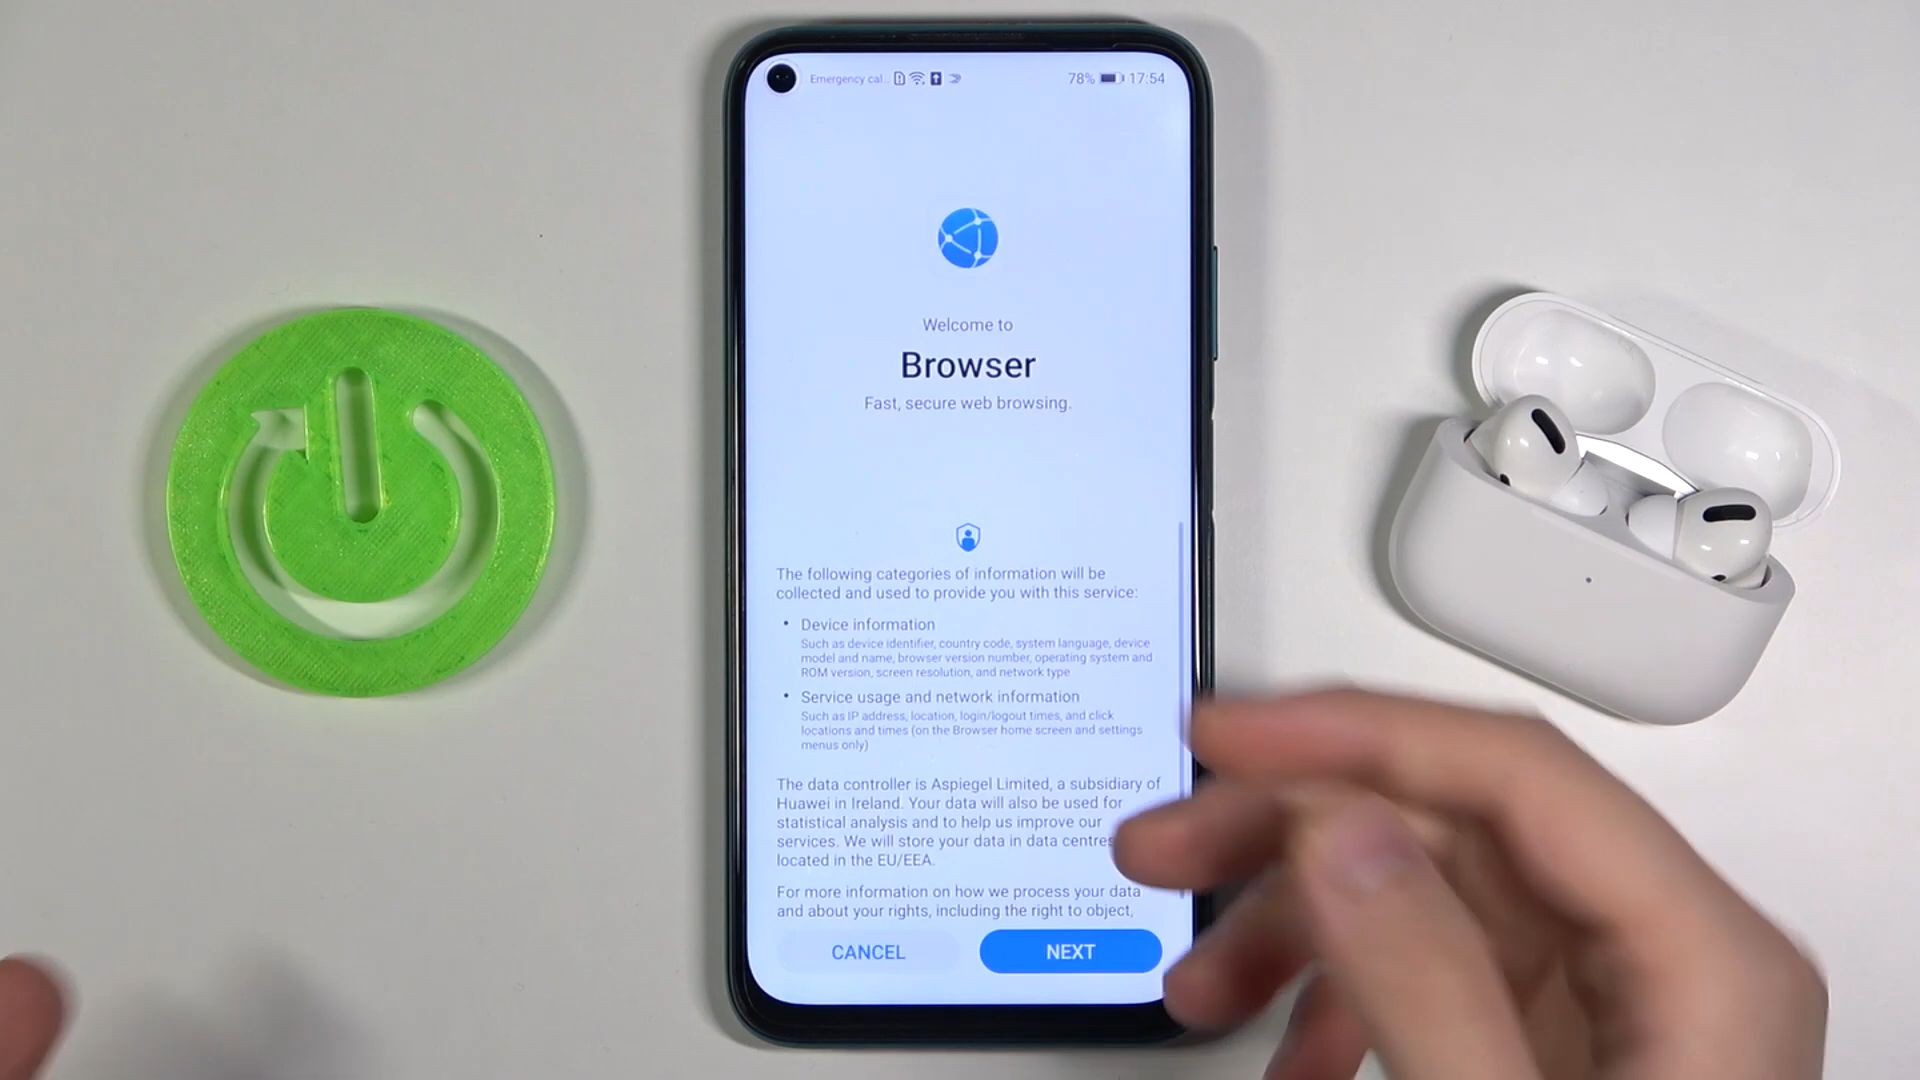 Emergency cal...
78% 17:54
Welcome to
Browser
Fast, secure web browsing.
The following categories of information will be
collected and used to provide you with this service:
• Device information
Such as device identifier, country code, system language, device
model and name, browser version number, operating system and
ROM version, screen resolution, and network type
• Service usage and network information
Such as IP address, location, login/logout times, and click
locations and times (on the Browser home screen and settings
menus only)
The data controller is Aspiegel Limited, a subsidiary of
Huawei in Ireland. Your data will also be used for
statistical analysis and to help us improve our
services. We will store your data in data centres
located in the EU/EEA.
For more information on how we process your data
and about your rights, including the right to object,
CANCEL
NEXT